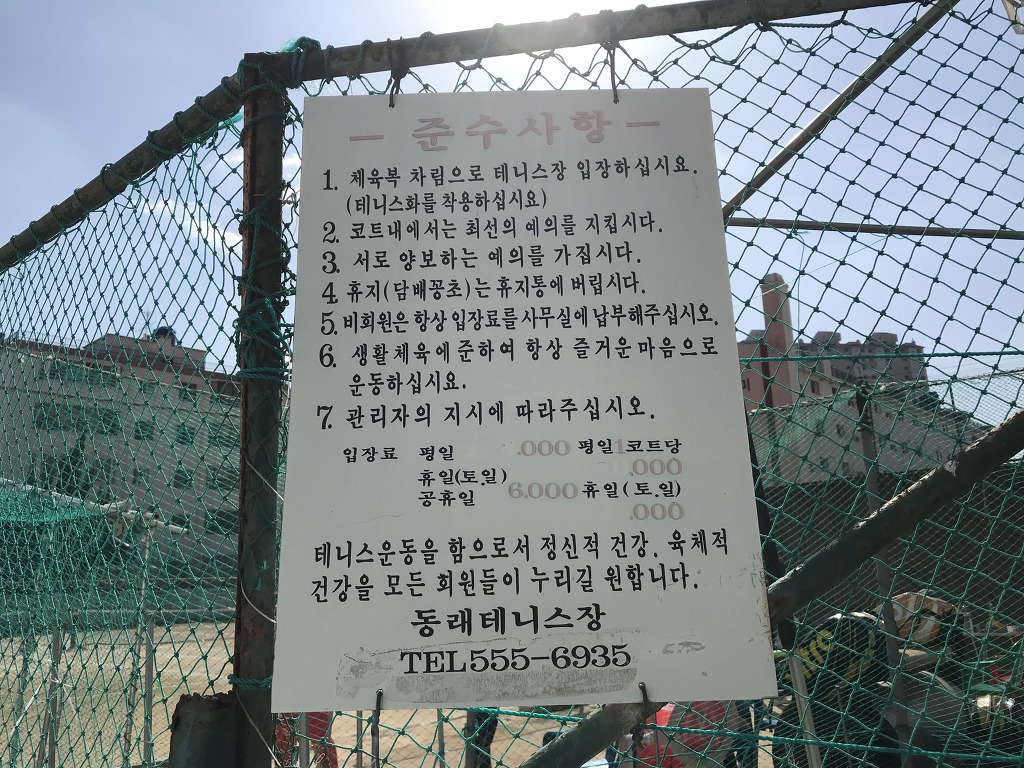 — 준수사항 —
1. 체육복 차림으로 테니스장 입장하십시요.
(테니스화를 착용하십시요)
2. 코트내에서는 최선의 예의를 지킵시다.
3. 서로 양보하는 예의를 가집시다.
4. 휴지(담배꽁초)는 휴지통에 버립시다.
5. 비회원은 항상 입장료를 사무실에 납부해주십시요.
6. 생활체육에 준하여 항상 즐거운 마음으로
운동하십시요.
7. 관리자의 지시에 따라주십시오.
입장료 평일 .000 평일 1코트당
.000
휴일(토.일)
공휴일 6.000 휴일(토.일)
.000
테니스운동을 함으로서 정신적 건강. 육체적
건강을 모든 회원들이 누리길 원합니다.
동래테니스장
TEL 555-6935